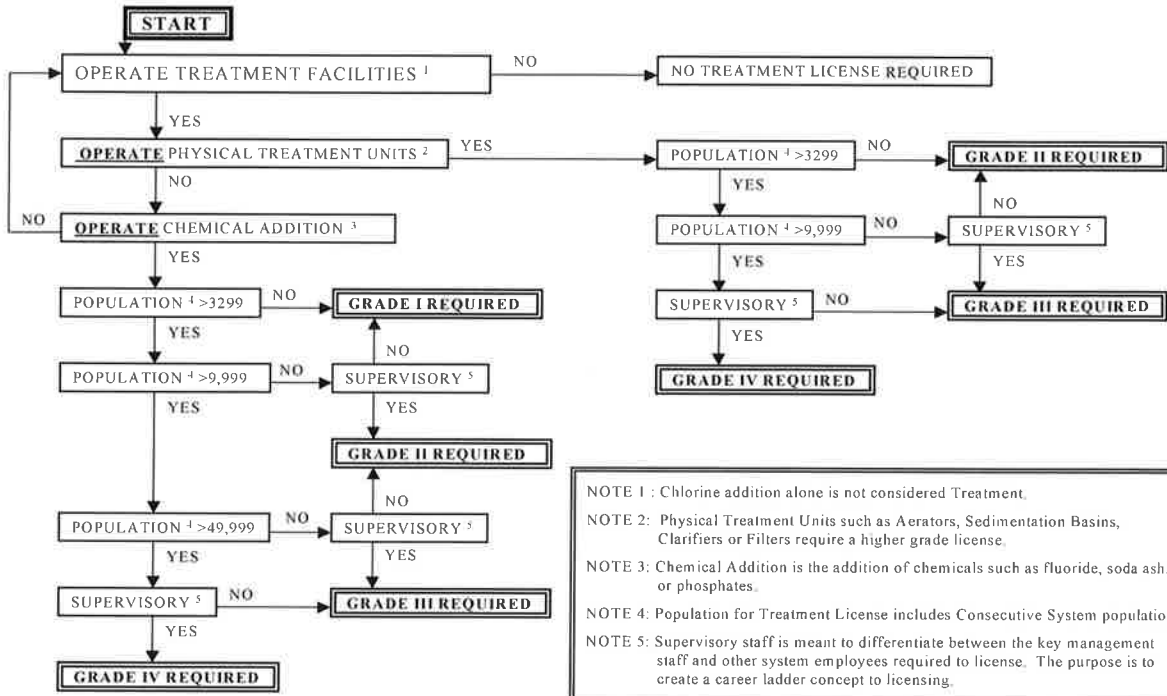 START
OPERATE TREATMENT FACILITIES 1
NO
NO TREATMENT LICENSE REQUIRED
YES
OPERATE PHYSICAL TREATMENT UNITS 2
YES
POPULATION 4 >3299
NO
GRADE II REQUIRED
NO
YES
NO
NO
OPERATE CHEMICAL ADDITION 3
POPULATION 4 >9,999
NO
SUPERVISORY 5
YES
YES
YES
POPULATION 4 >3299
NO
GRADE I REQUIRED
SUPERVISORY 5
NO
GRADE III REQUIRED
YES
NO
YES
POPULATION 4 >9,999
NO
SUPERVISORY 5
GRADE IV REQUIRED
YES
YES
GRADE II REQUIRED
NO
POPULATION 4 >49,999
NO
SUPERVISORY 5
YES
YES
SUPERVISORY 5
NO
GRADE III REQUIRED
YES
GRADE IV REQUIRED
NOTE 1 : Chlorine addition alone is not considered Treatment.
NOTE 2: Physical Treatment Units such as Aerators, Sedimentation Basins,
Clarifiers or Filters require a higher grade license.
NOTE 3: Chemical Addition is the addition of chemicals such as fluoride, soda ash
or phosphates.
NOTE 4: Population for Treatment License includes Consecutive System populatio
NOTE 5: Supervisory staff is meant to differentiate between the key management
staff and other system employees required to license. The purpose is to
create a career ladder concept to licensing.